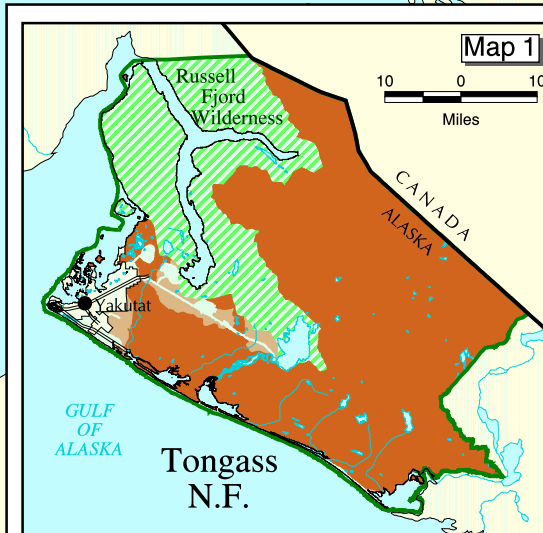 Map 1
10 0 10
Miles
Russell
Fjord
Wilderness
CANADA
ALASKA
Yakutat
GULF
OF
ALASKA
Tongass
N.F.